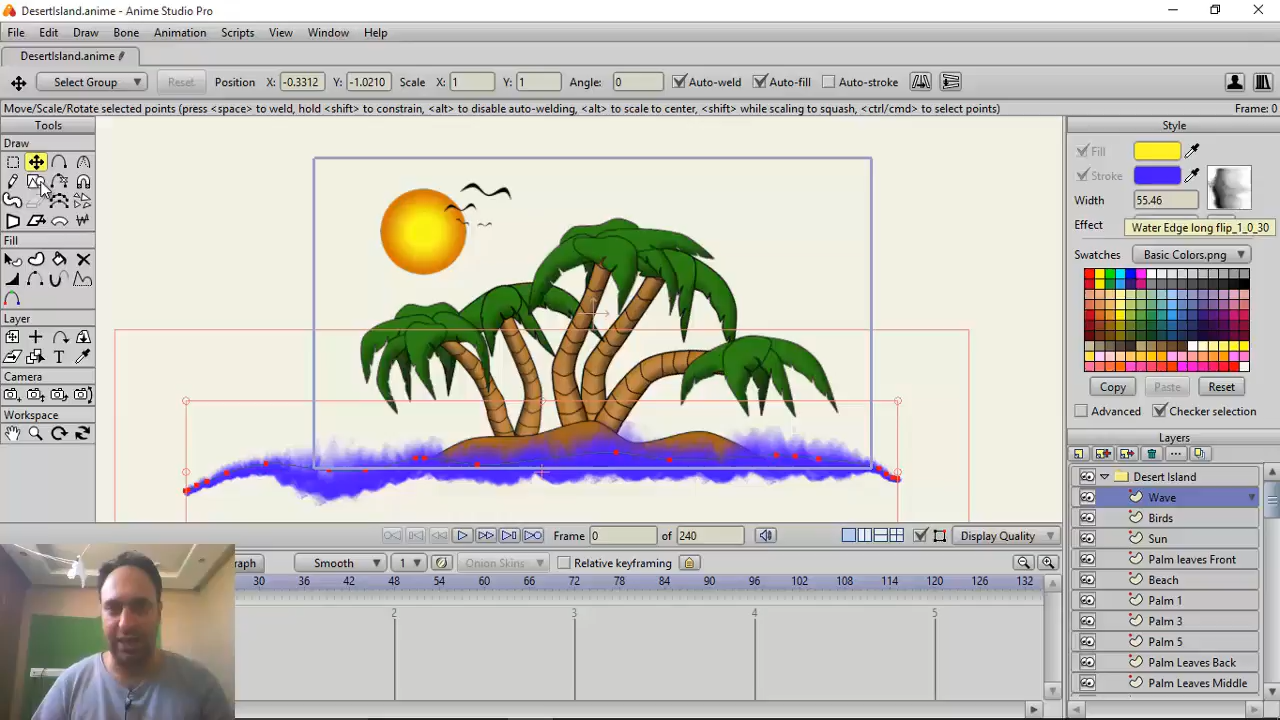 DesertIsland.anime - Anime Studio Pro
File Edit Draw Bone Animation Scripts View Window Help
DesertIsland.anime
Select Group Reset Position X: -0.3312 Y: -1.0210 Scale X: 1 Y: 1 Angle: 0 Auto-weld Auto-fill Auto-stroke
Move/Scale/Rotate selected points (press <space> to weld, hold <shift> to constrain, <alt> to disable auto-welding, <alt> to scale to center, <shift> while scaling to squash, <ctrl/cmd> to select points) Frame: 0
Tools
Draw
Fill
Layer
Camera
Workspace
Style
Fill
Stroke
Width 55.46
Effect
Water Edge long flip_1_0_30
Swatches Basic Colors.png
Copy Paste Reset
Advanced Checker selection
Layers
Desert Island
Wave
Birds
Sun
Palm leaves Front
Beach
Palm 1
Palm 3
Palm 5
Palm Leaves Back
Palm Leaves Middle
Frame 0 of 240 Display Quality
raph Smooth 1 Onion Skins Relative keyframing
30 36 42 48 54 60 66 72 78 84 90 96 102 108 114 120 126 132
2 3 4 5